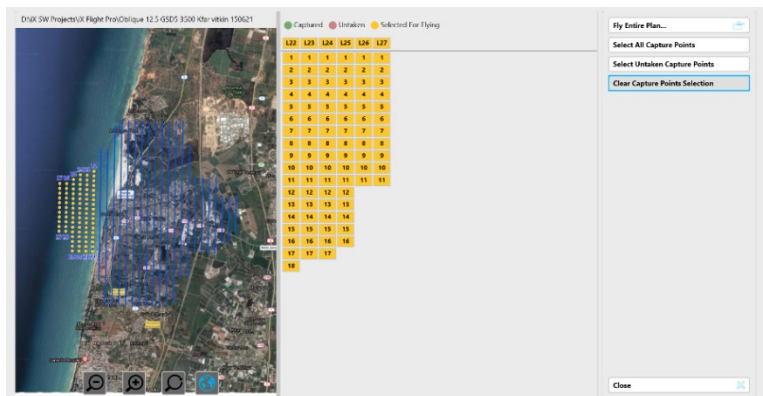 D:\iX SW Projects\iX Flight Pro\Oblique 12.5 GSD5 3500 Kfar vitkin 150621
Captured Untaken Selected For Flying
L22 L23 L24 L25 L26 L27
1 1 1 1 1 1
2 2 2 2 2 2
3 3 3 3 3 3
4 4 4 4 4 4
5 5 5 5 5 5
6 6 6 6 6 6
7 7 7 7 7 7
8 8 8 8 8 8
9 9 9 9 9 9
10 10 10 10 10 10
11 11 11 11 11 11
12 12 12 12
13 13 13 13
14 14 14 14
15 15 15 15
16 16 16 16
17 17 17
18
Fly Entire Plan...
Select All Capture Points
Select Untaken Capture Points
Clear Capture Points Selection
Close